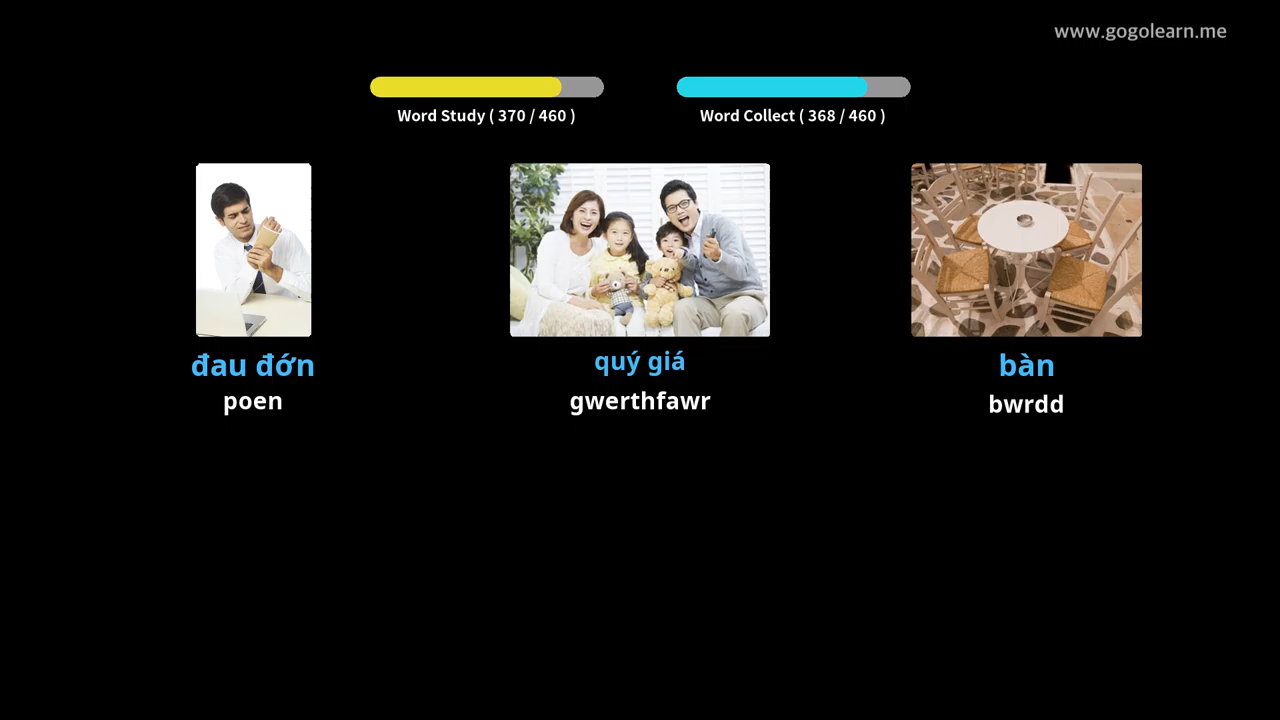 www.gogolearn.me
Word Study ( 370 / 460 )
Word Collect ( 368 / 460 )
đau đớn
poen
quý giá
gwerthfawr
bàn
bwrdd